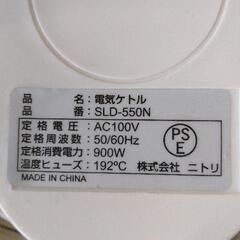 品 名：電気ケトル
品 番：SLD-550N
定格電圧：AC100V
定格周波数：50/60Hz
定格消費電力：900W
温度ヒューズ：192℃
PS
E
株式会社 ニトリ
MADE IN CHINA